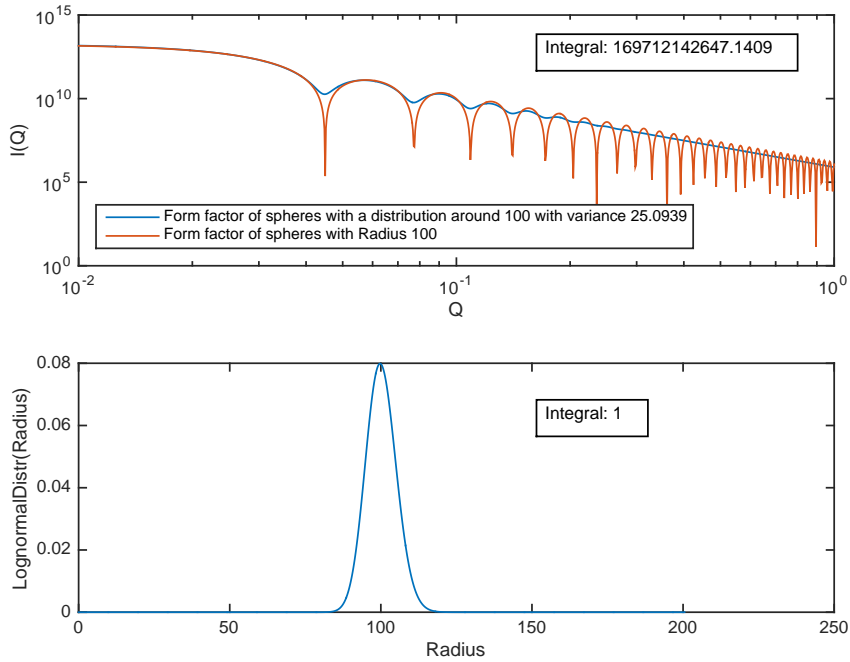 10^15
Integral: 169712142647.1409
10^10
I(Q)
10^5
Form factor of spheres with a distribution around 100 with variance 25.0939
Form factor of spheres with Radius 100
10^0
10^-2
10^-1
10^0
Q
0.08
Integral: 1
0.06
LognormalDistr(Radius)
0.04
0.02
0
0
50
100
150
200
250
Radius